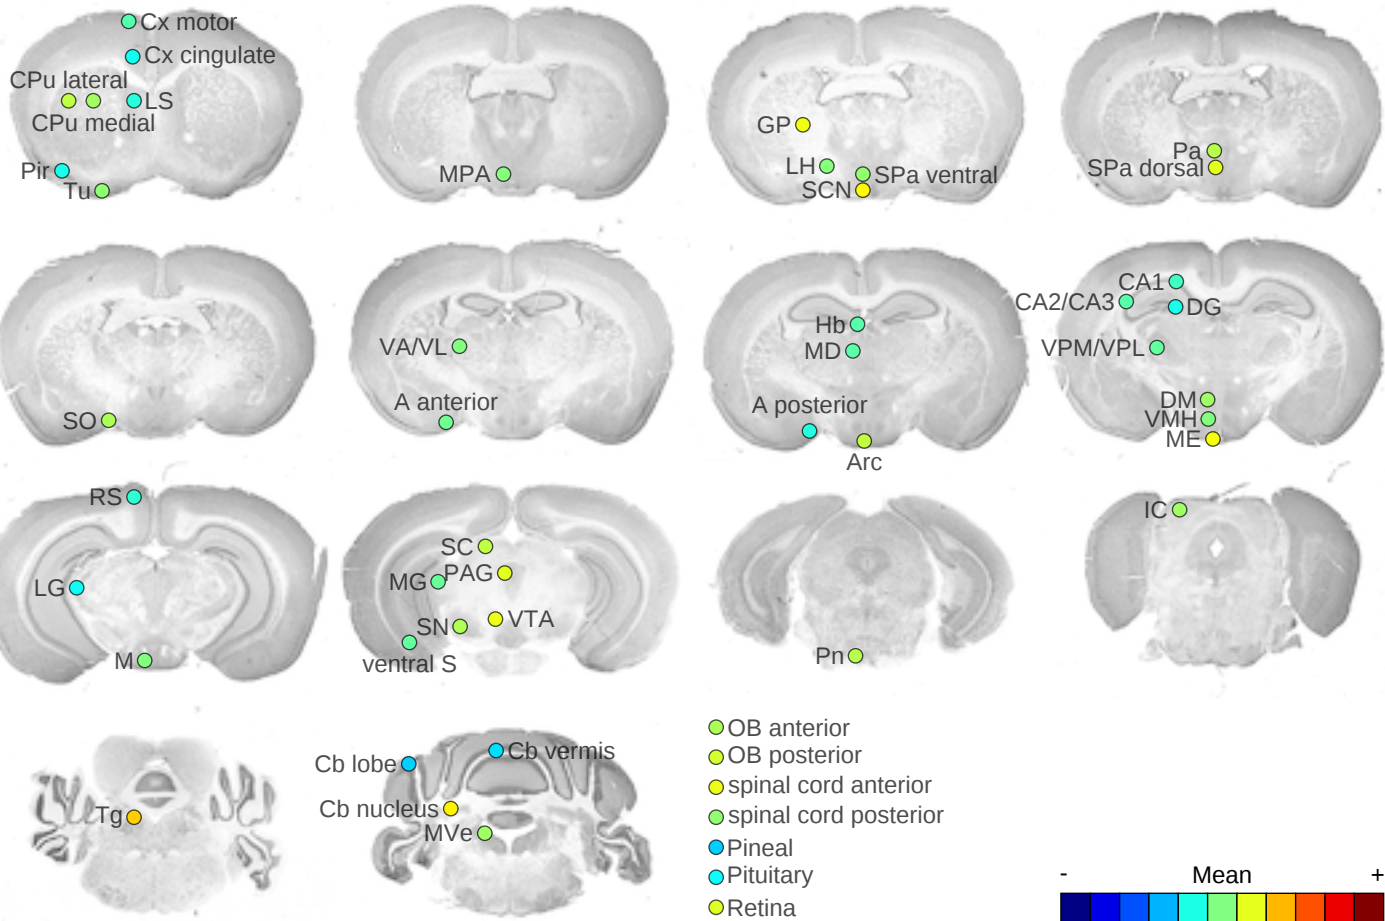 Cx motor
Cx cingulate
CPu lateral
LS
CPu medial
Pir
Tu
MPA
GP
LH
SPa ventral
SCN
Pa
SPa dorsal
SO
VA/VL
A anterior
Hb
MD
A posterior
Arc
CA1
CA2/CA3
DG
VPM/VPL
DM
VMH
ME
RS
LG
M
SC
PAG
MG
VTA
SN
ventral S
Pn
IC
Tg
Cb vermis
Cb lobe
Cb nucleus
MVe
OB anterior
OB posterior
spinal cord anterior
spinal cord posterior
Pineal
Pituitary
Retina
- Mean +